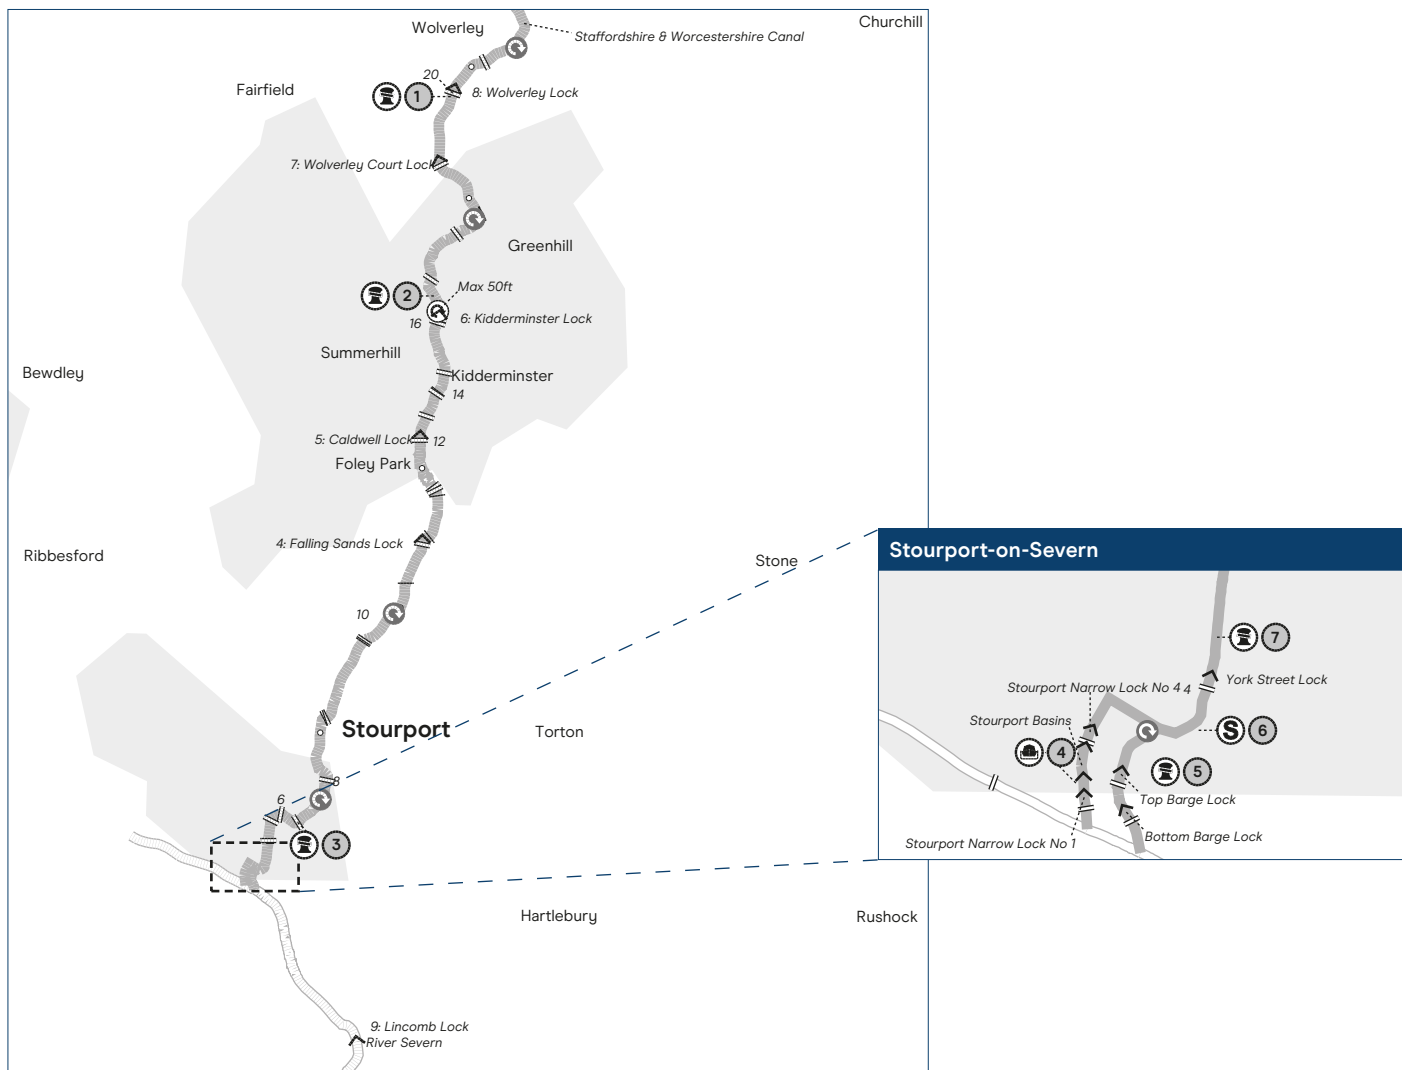 Wolverley
Churchill
Staffordshire & Worcestershire Canal
20
Fairfield
1
8: Wolverley Lock
7: Wolverley Court Lock
Greenhill
Max 50ft
2
16
6: Kidderminster Lock
Summerhill
Bewdley
Kidderminster
14
5: Caldwell Lock
12
Foley Park
4: Falling Sands Lock
Ribbesford
Stone
10
Stourport
Torton
8
6
3
Hartlebury
Rushock
9: Lincomb Lock
River Severn
Stourport-on-Severn
7
York Street Lock
Stourport Narrow Lock No 4
4
Stourport Basins
S
6
4
5
Top Barge Lock
Bottom Barge Lock
Stourport Narrow Lock No 1